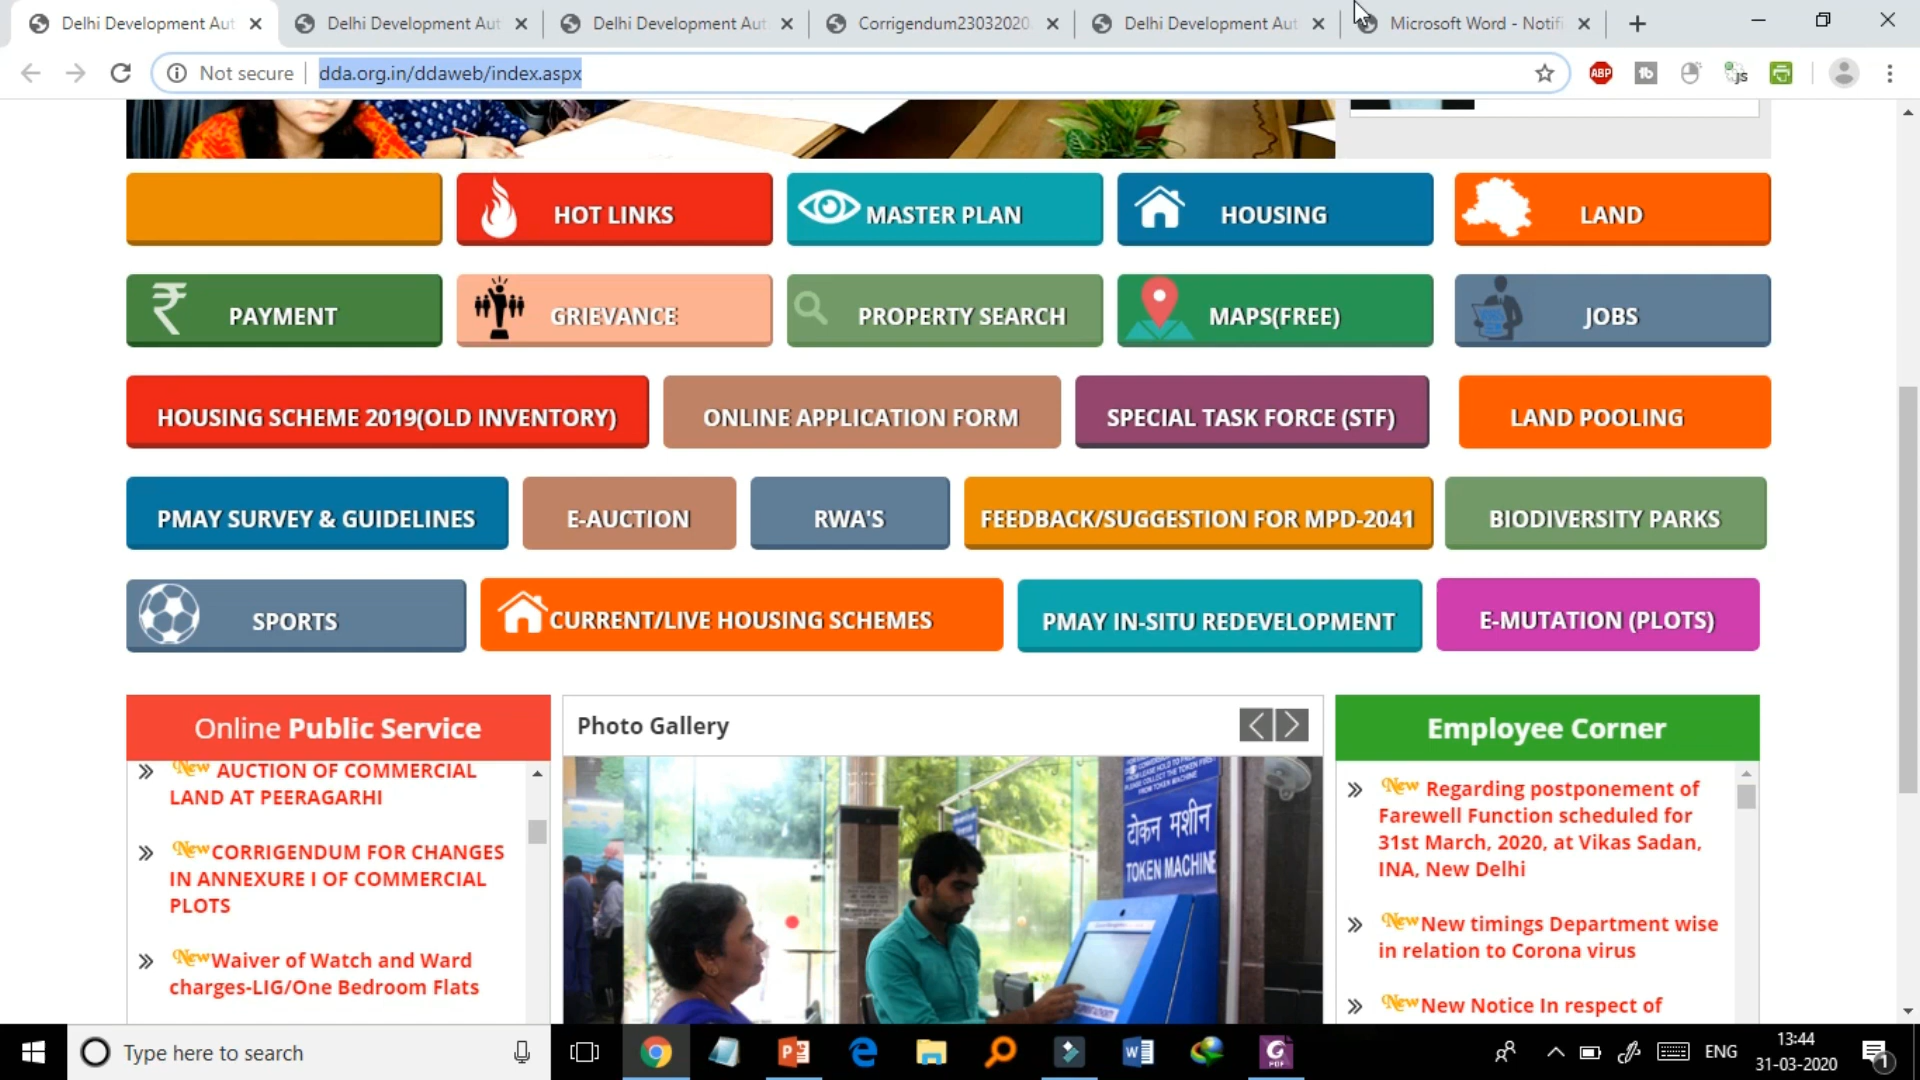 Delhi Development Aut
Delhi Development Aut
Delhi Development Aut
Corrigendum23032020
Delhi Development Aut
Microsoft Word - Notifi
Not secure
dda.org.in/ddaweb/index.aspx
ABP
tb
js
HOT LINKS
MASTER PLAN
HOUSING
LAND
₹
PAYMENT
GRIEVANCE
PROPERTY SEARCH
MAPS(FREE)
JOBS
HOUSING SCHEME 2019(OLD INVENTORY)
ONLINE APPLICATION FORM
SPECIAL TASK FORCE (STF)
LAND POOLING
PMAY SURVEY & GUIDELINES
E-AUCTION
RWA'S
FEEDBACK/SUGGESTION FOR MPD-2041
BIODIVERSITY PARKS
SPORTS
CURRENT/LIVE HOUSING SCHEMES
PMAY IN-SITU REDEVELOPMENT
E-MUTATION (PLOTS)
Online Public Service
New AUCTION OF COMMERCIAL
LAND AT PEERAGARHI
New CORRIGENDUM FOR CHANGES
IN ANNEXURE I OF COMMERCIAL
PLOTS
New Waiver of Watch and Ward
charges-LIG/One Bedroom Flats
Photo Gallery
टोकन मशीन
TOKEN MACHINE
Employee Corner
New Regarding postponement of
Farewell Function scheduled for
31st March, 2020, at Vikas Sadan,
INA, New Delhi
New New timings Department wise
in relation to Corona virus
New New Notice In respect of
Type here to search
ENG
13:44
31-03-2020
1